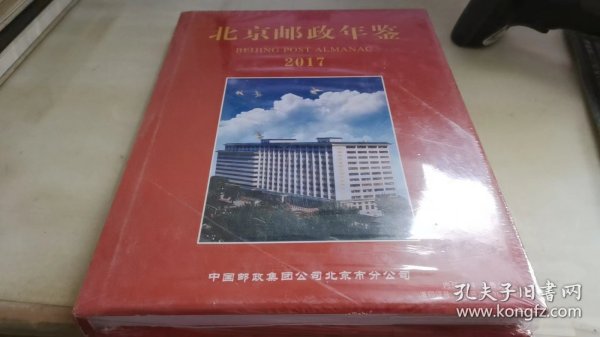 北京邮政年鉴
BEIJING POST ALMANAC
2017
中国邮政集团公司北京市分公司
孔夫子旧书网
www.kongfz.com